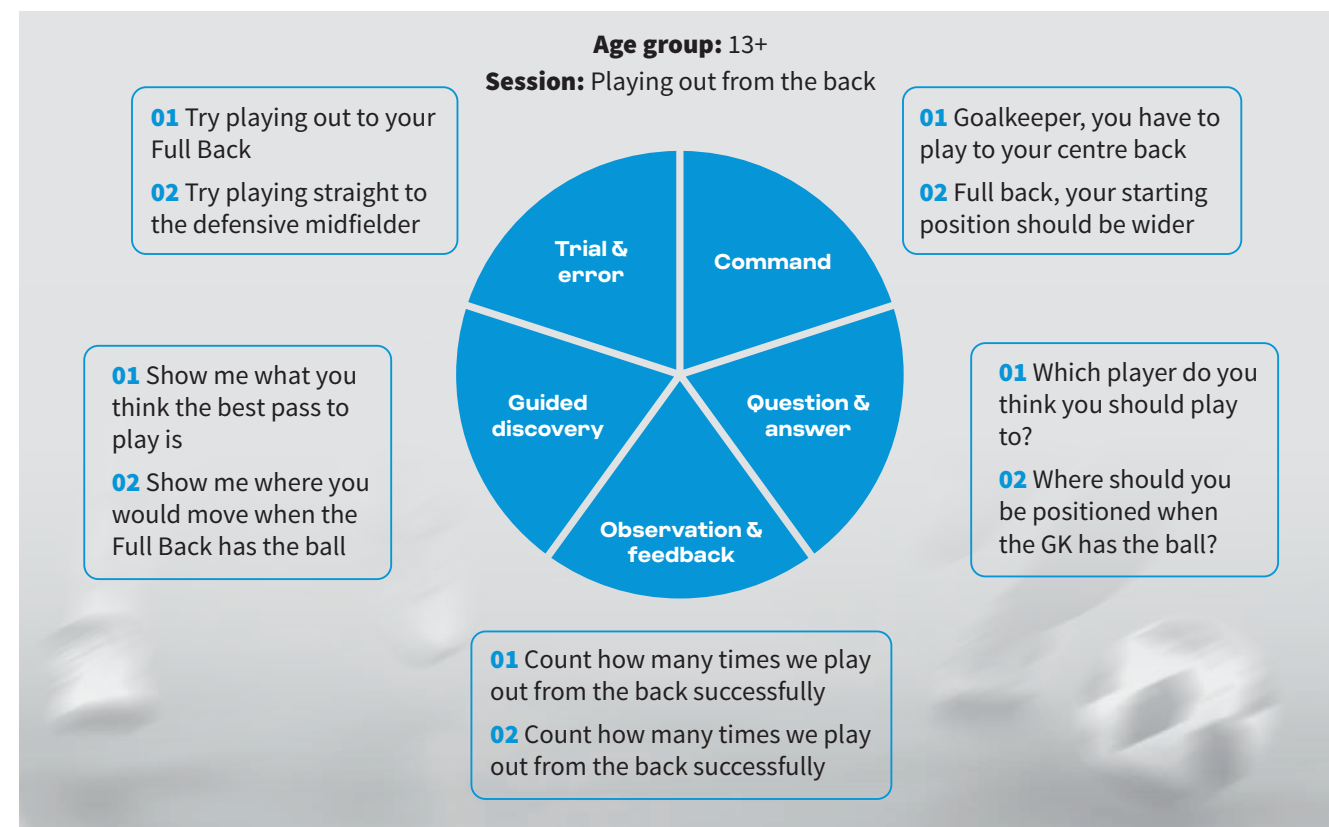 Age group: 13+
Session: Playing out from the back
01 Try playing out to your
Full Back
02 Try playing straight to
the defensive midfielder
01 Goalkeeper, you have to
play to your centre back
02 Full back, your starting
position should be wider
Trial &
error
Command
01 Show me what you
think the best pass to
play is
02 Show me where you
would move when the
Full Back has the ball
Guided
discovery
Question &
answer
01 Which player do you
think you should play
to?
02 Where should you
be positioned when
the GK has the ball?
Observation &
feedback
01 Count how many times we play
out from the back successfully
02 Count how many times we play
out from the back successfully